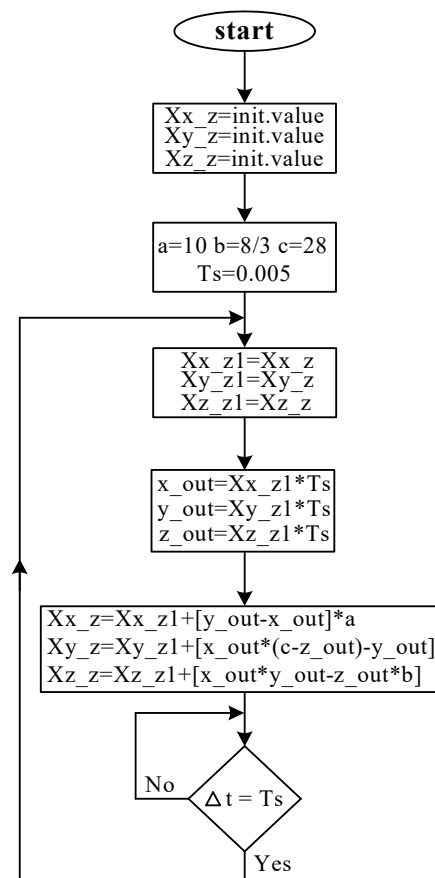 start
Xx_z=init.value
Xy_z=init.value
Xz_z=init.value
a=10 b=8/3 c=28
Ts=0.005
Xx_z1=Xx_z
Xy_z1=Xy_z
Xz_z1=Xz_z
x_out=Xx_z1*Ts
y_out=Xy_z1*Ts
z_out=Xz_z1*Ts
Xx_z=Xx_z1+[y_out-x_out]*a
Xy_z=Xy_z1+[x_out*(c-z_out)-y_out]
Xz_z=Xz_z1+[x_out*y_out-z_out*b]
No
Δt = Ts
Yes